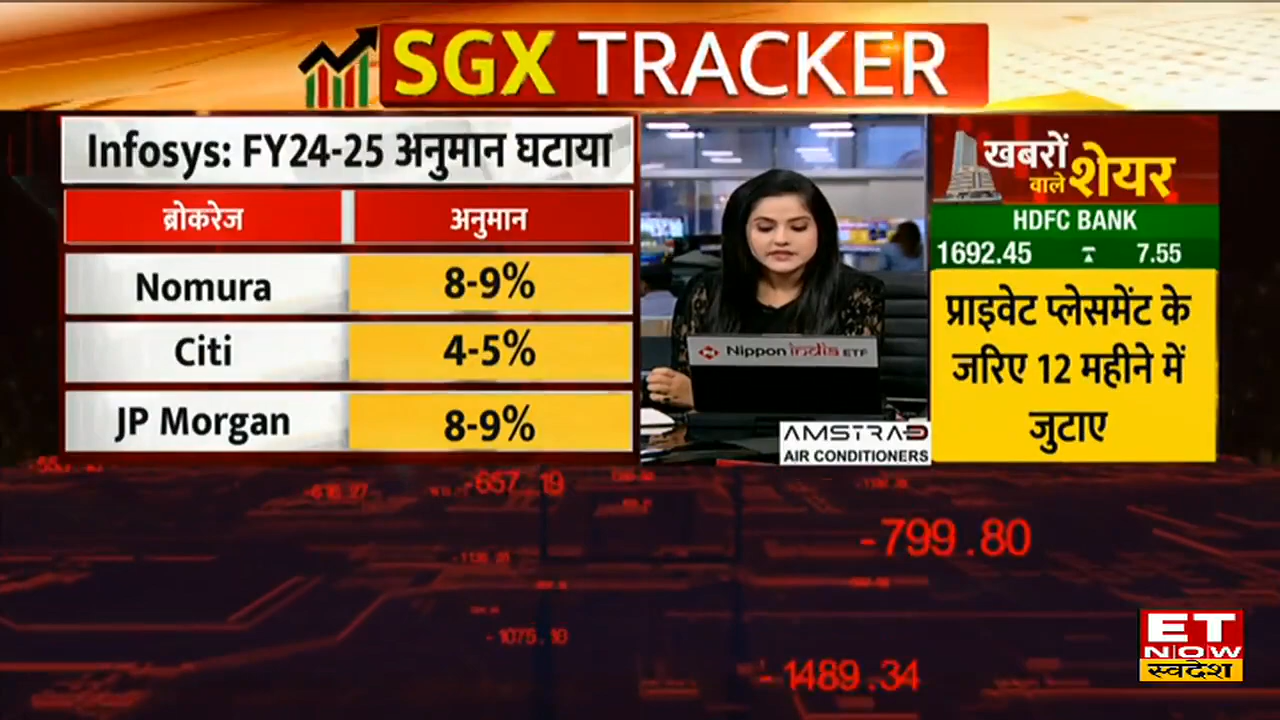 SGX TRACKER
Infosys: FY24-25 अनुमान घटाया
ब्रोकरेज अनुमान
Nomura 8-9%
Citi 4-5%
JP Morgan 8-9%
Nippon india ETF
AMSTRAD
AIR CONDITIONERS
खबरों
वाले शेयर
HDFC BANK
1692.45 7.55
प्राइवेट प्लेसमेंट के
जरिए 12 महीने में
जुटाए
-657.19
-799.80
-1489.34
ET
NOW
स्वदेश